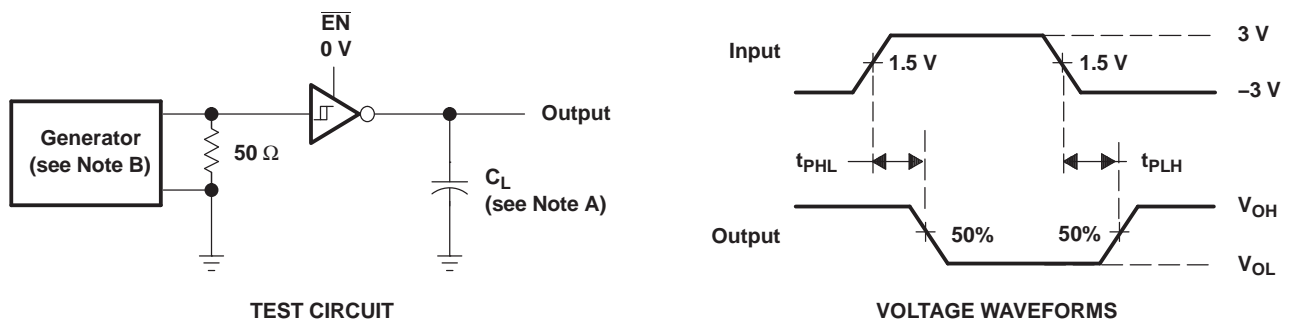 EN
0 V
Generator
(see Note B)
50 Ω
Output
CL
(see Note A)
TEST CIRCUIT
Input
3 V
1.5 V
1.5 V
–3 V
tPHL
tPLH
Output
50%
50%
VOH
VOL
VOLTAGE WAVEFORMS